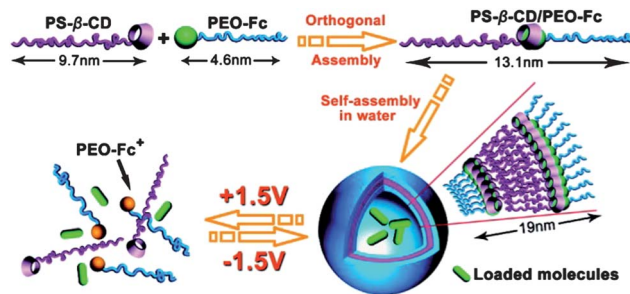 PS-β-CD
+
PEO-Fc
Orthogonal
Assembly
PS-β-CD/PEO-Fc
9.7nm
4.6nm
13.1nm
Self-assembly
in water
PEO-Fc⁺
+1.5V
-1.5V
19nm
Loaded molecules